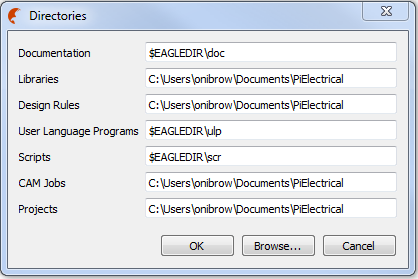 Directories
Documentation $EAGLEDIR\doc
Libraries C:\Users\onibrow\Documents\PiElectrical
Design Rules C:\Users\onibrow\Documents\PiElectrical
User Language Programs $EAGLEDIR\ulp
Scripts $EAGLEDIR\scr
CAM Jobs C:\Users\onibrow\Documents\PiElectrical
Projects C:\Users\onibrow\Documents\PiElectrical
OK Browse... Cancel